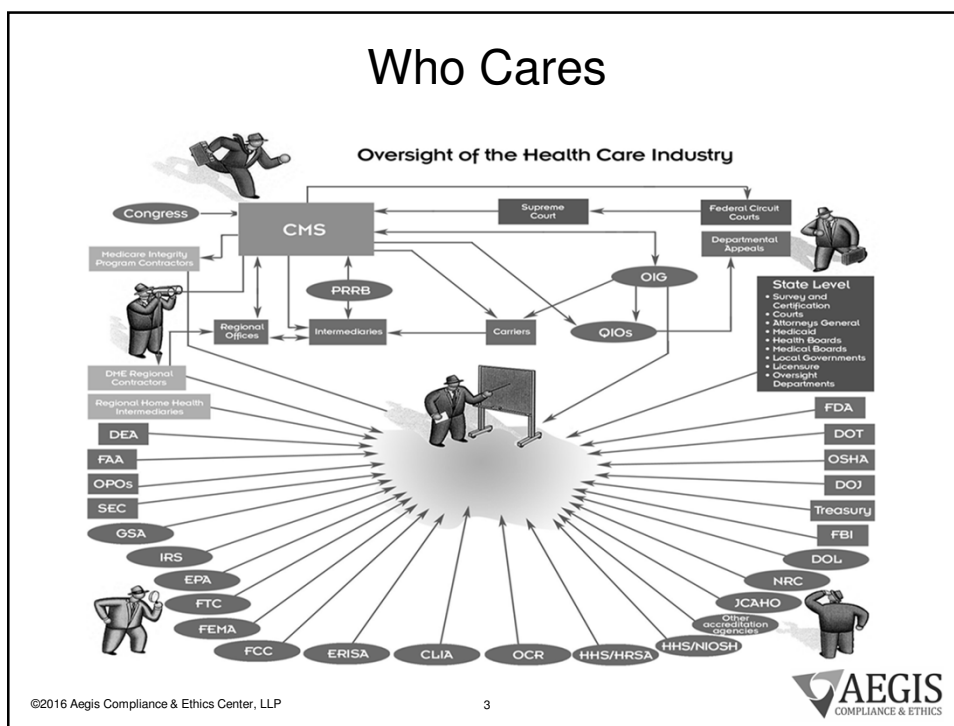 Who Cares
Oversight of the Health Care Industry
Congress
CMS
Supreme
Court
Federal Circuit
Courts
Departmental
Appeals
Medicare Integrity
Program Contractors
PRRB
OIG
Regional
Offices
Intermediaries
Carriers
QIOs
State Level
• Survey and
Certification
• Courts
• Attorneys General
• Medicaid
• Health Boards
• Medical Boards
• Local Governments
• Licensure
• Oversight
Departments
DME Regional
Contractors
Regional Home Health
Intermediaries
DEA
FAA
OPOs
SEC
GSA
IRS
EPA
FTC
FEMA
FCC
ERISA
CLIA
OCR
HHS/HRSA
HHS/NIOSH
Other
accreditation
agencies
JCAHO
NRC
DOL
FBI
Treasury
DOJ
OSHA
DOT
FDA
©2016 Aegis Compliance & Ethics Center, LLP
3
AEGIS
COMPLIANCE & ETHICS